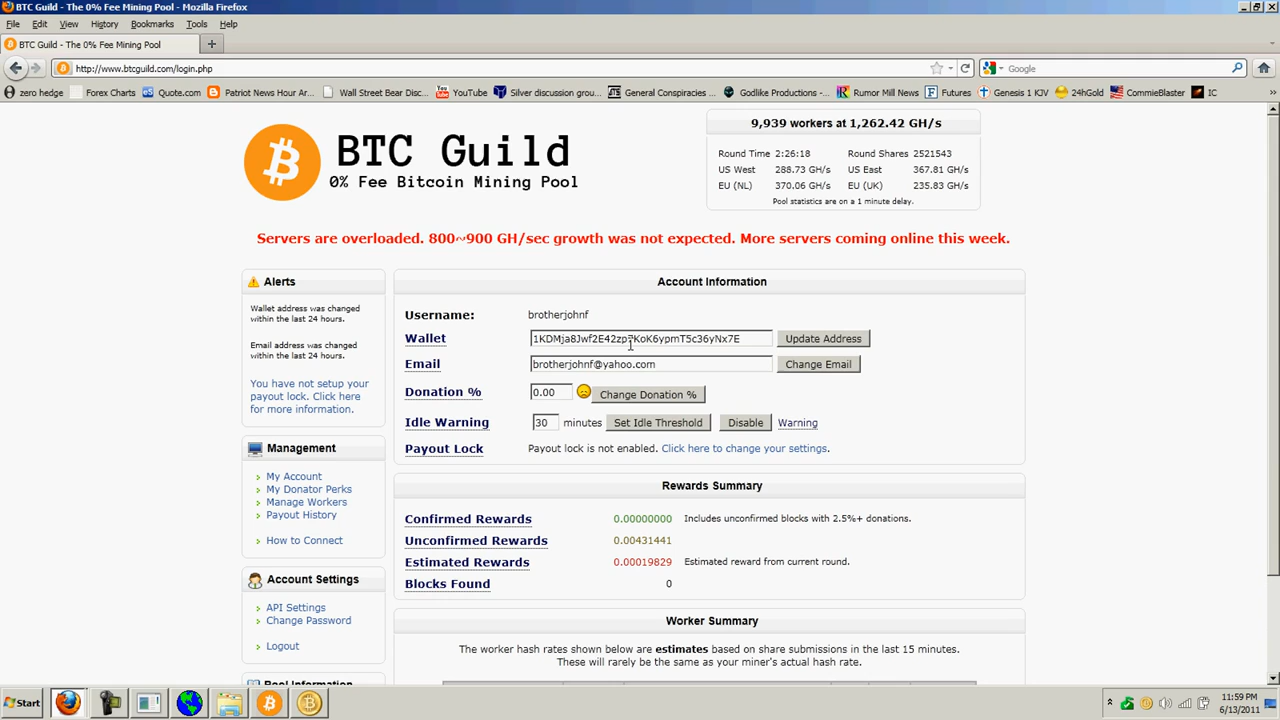 BTC Guild - The 0% Fee Mining Pool - Mozilla Firefox
File Edit View History Bookmarks Tools Help
BTC Guild - The 0% Fee Mining Pool
http://www.btcguild.com/login.php
Google
zero hedge Forex Charts Quote.com Patriot News Hour Ar... Wall Street Bear Disc... YouTube Silver discussion grou... General Conspiracies ... Godlike Productions -... Rumor Mill News Futures Genesis 1 KJV 24hGold CommieBlaster IC
BTC Guild
0% Fee Bitcoin Mining Pool
9,939 workers at 1,262.42 GH/s
Round Time 2:26:18 Round Shares 2521543
US West 288.73 GH/s US East 367.81 GH/s
EU (NL) 370.06 GH/s EU (UK) 235.83 GH/s
Pool statistics are on a 1 minute delay.
Servers are overloaded. 800~900 GH/sec growth was not expected. More servers coming online this week.
Alerts
Wallet address was changed
within the last 24 hours.
Email address was changed
within the last 24 hours.
You have not setup your
payout lock. Click here
for more information.
Management
My Account
My Donator Perks
Manage Workers
Payout History
How to Connect
Account Settings
API Settings
Change Password
Logout
Pool Information
Account Information
Username: brotherjohnf
Wallet Update Address
Email brotherjohnf@yahoo.com Change Email
Donation % 0.00 Change Donation %
Idle Warning 30 minutes Set Idle Threshold Disable Warning
Payout Lock Payout lock is not enabled. Click here to change your settings.
Rewards Summary
Confirmed Rewards 0.00000000 Includes unconfirmed blocks with 2.5%+ donations.
Unconfirmed Rewards 0.00431441
Estimated Rewards 0.00019829 Estimated reward from current round.
Blocks Found 0
Worker Summary
The worker hash rates shown below are estimates based on share submissions in the last 15 minutes.
These will rarely be the same as your miner's actual hash rate.
Start
11:59 PM
6/13/2011